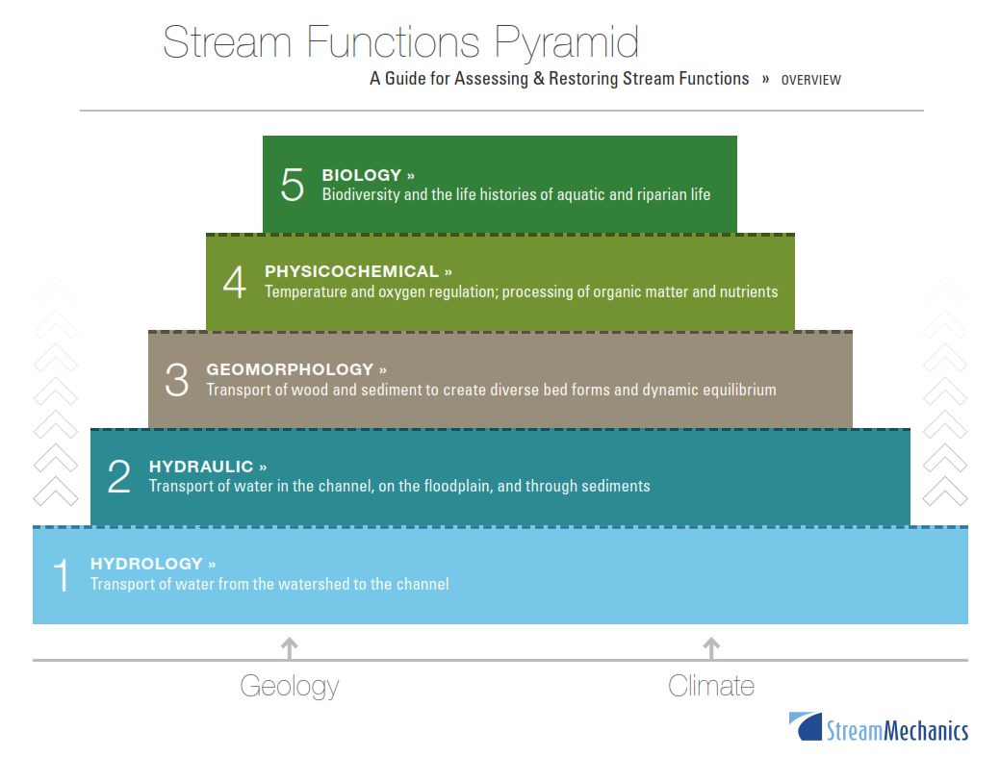 Stream Functions Pyramid
A Guide for Assessing & Restoring Stream Functions » OVERVIEW
5 BIOLOGY »
Biodiversity and the life histories of aquatic and riparian life
4 PHYSICOCHEMICAL »
Temperature and oxygen regulation; processing of organic matter and nutrients
3 GEOMORPHOLOGY »
Transport of wood and sediment to create diverse bed forms and dynamic equilibrium
2 HYDRAULIC »
Transport of water in the channel, on the floodplain, and through sediments
1 HYDROLOGY »
Transport of water from the watershed to the channel
Geology Climate
StreamMechanics